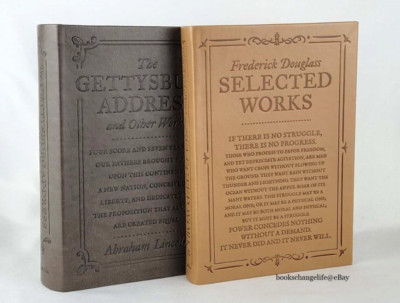 The
GETTYSBU
ADDRES
and Other Wor
FOUR SCORE AND SEVEN Y
OUR FATHERS BROUGHT F
UPON THIS CONTINEN
A NEW NATION, CONCEIV
LIBERTY, AND DEDICATE
THE PROPOSITION THAT A
ARE CREATED EQUA
Abraham Linco
Frederick Douglass
SELECTED
WORKS
IF THERE IS NO STRUGGLE,
THERE IS NO PROGRESS.
THOSE WHO PROFESS TO FAVOR FREEDOM,
AND YET DEPRECATE AGITATION, ARE MEN
WHO WANT CROPS WITHOUT PLOWING UP
THE GROUND. THEY WANT RAIN WITHOUT
THUNDER AND LIGHTNING. THEY WANT THE
OCEAN WITHOUT THE AWFUL ROAR OF ITS
MANY WATERS. THIS STRUGGLE MAY BE A
MORAL ONE, OR IT MAY BE A PHYSICAL ONE,
AND IT MAY BE BOTH MORAL AND PHYSICAL,
BUT IT MUST BE A STRUGGLE.
POWER CONCEDES NOTHING
WITHOUT A DEMAND.
IT NEVER DID AND IT NEVER WILL.
bookschangelife@eBay